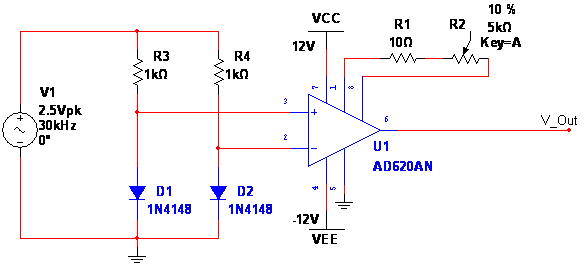 10 %
VCC
R1
R2
5kΩ
12V
10Ω
Key=A
R3
R4
1kΩ
1kΩ
7
1
8
V1
2.5Vpk
30kHz
0°
3
+
6
V_Out
2
−
U1
AD620AN
D1
D2
4
5
1N4148
1N4148
-12V
VEE